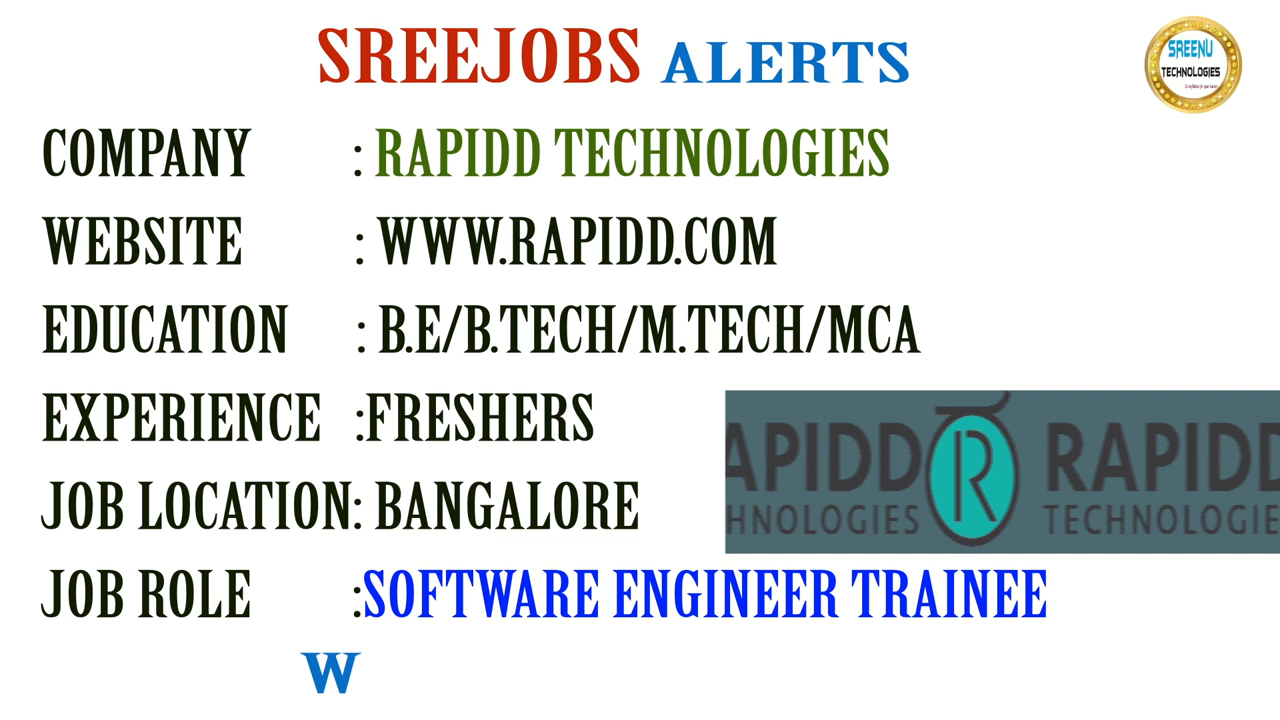 SREEJOBS ALERTS
SREENU
TECHNOLOGIES
COMPANY : RAPIDD TECHNOLOGIES
WEBSITE : WWW.RAPIDD.COM
EDUCATION : B.E/B.TECH/M.TECH/MCA
EXPERIENCE :FRESHERS
APIDD R RAPIDD
HNOLOGIES TECHNOLOGIE
JOB LOCATION: BANGALORE
JOB ROLE :SOFTWARE ENGINEER TRAINEE
W